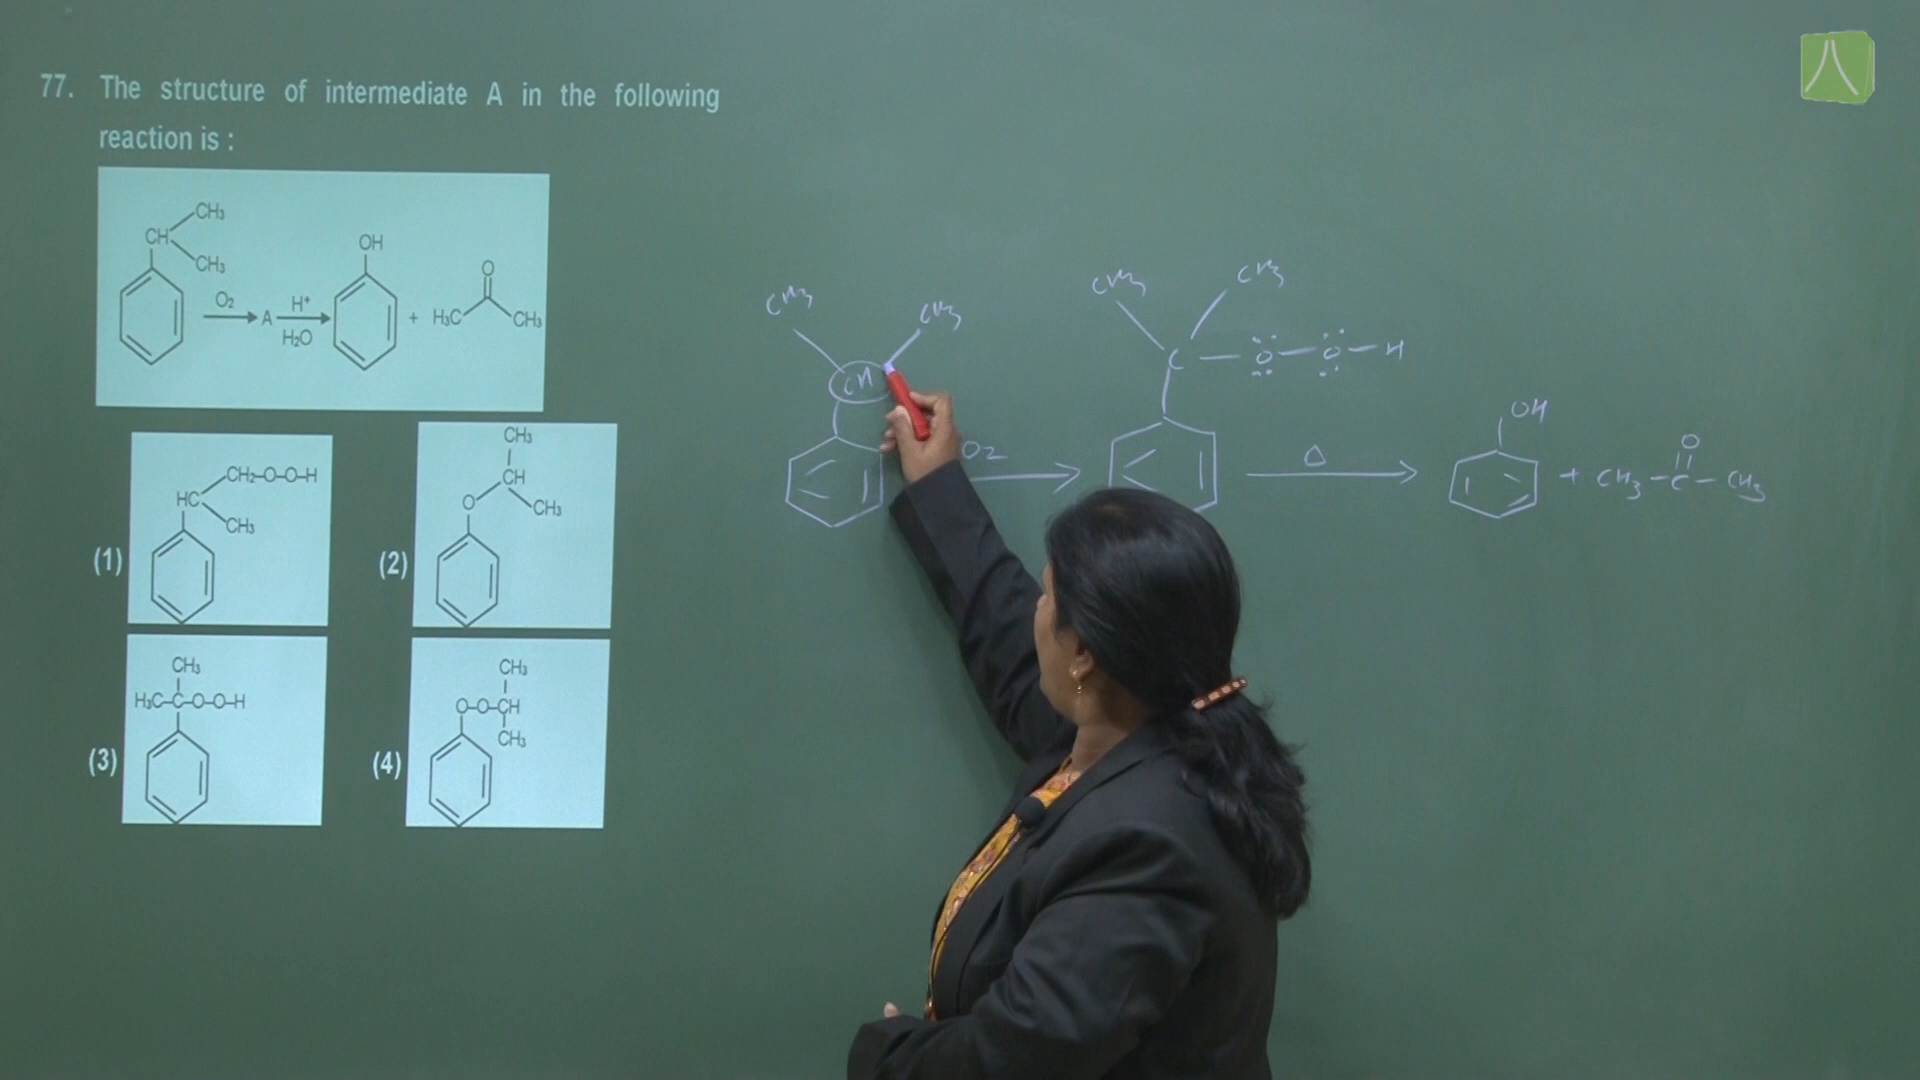 77. The structure of intermediate A in the following
reaction is :
CH₃
CH
CH₃
O₂
A
H⁺
H₂O
OH
+
O
H₃C
CH₃
(1)
CH₂–O–O–H
HC
CH₃
(2)
CH₃
CH
O
CH₃
(3)
CH₃
H₃C–C–O–O–H
(4)
CH₃
O–O–CH
CH₃
CH₃
CH₃
CH
O₂
CH₃
CH₃
C – O – O – H
Δ
OH
+
O
CH₃ – C – CH₃